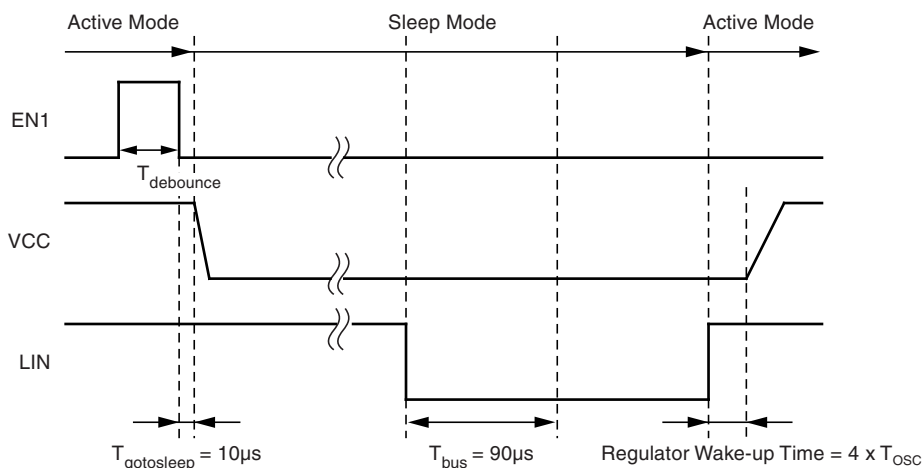 Active Mode Sleep Mode Active Mode
EN1
Tdebounce
VCC
LIN
Tgotosleep = 10µs Tbus = 90µs Regulator Wake-up Time = 4 x TOSC